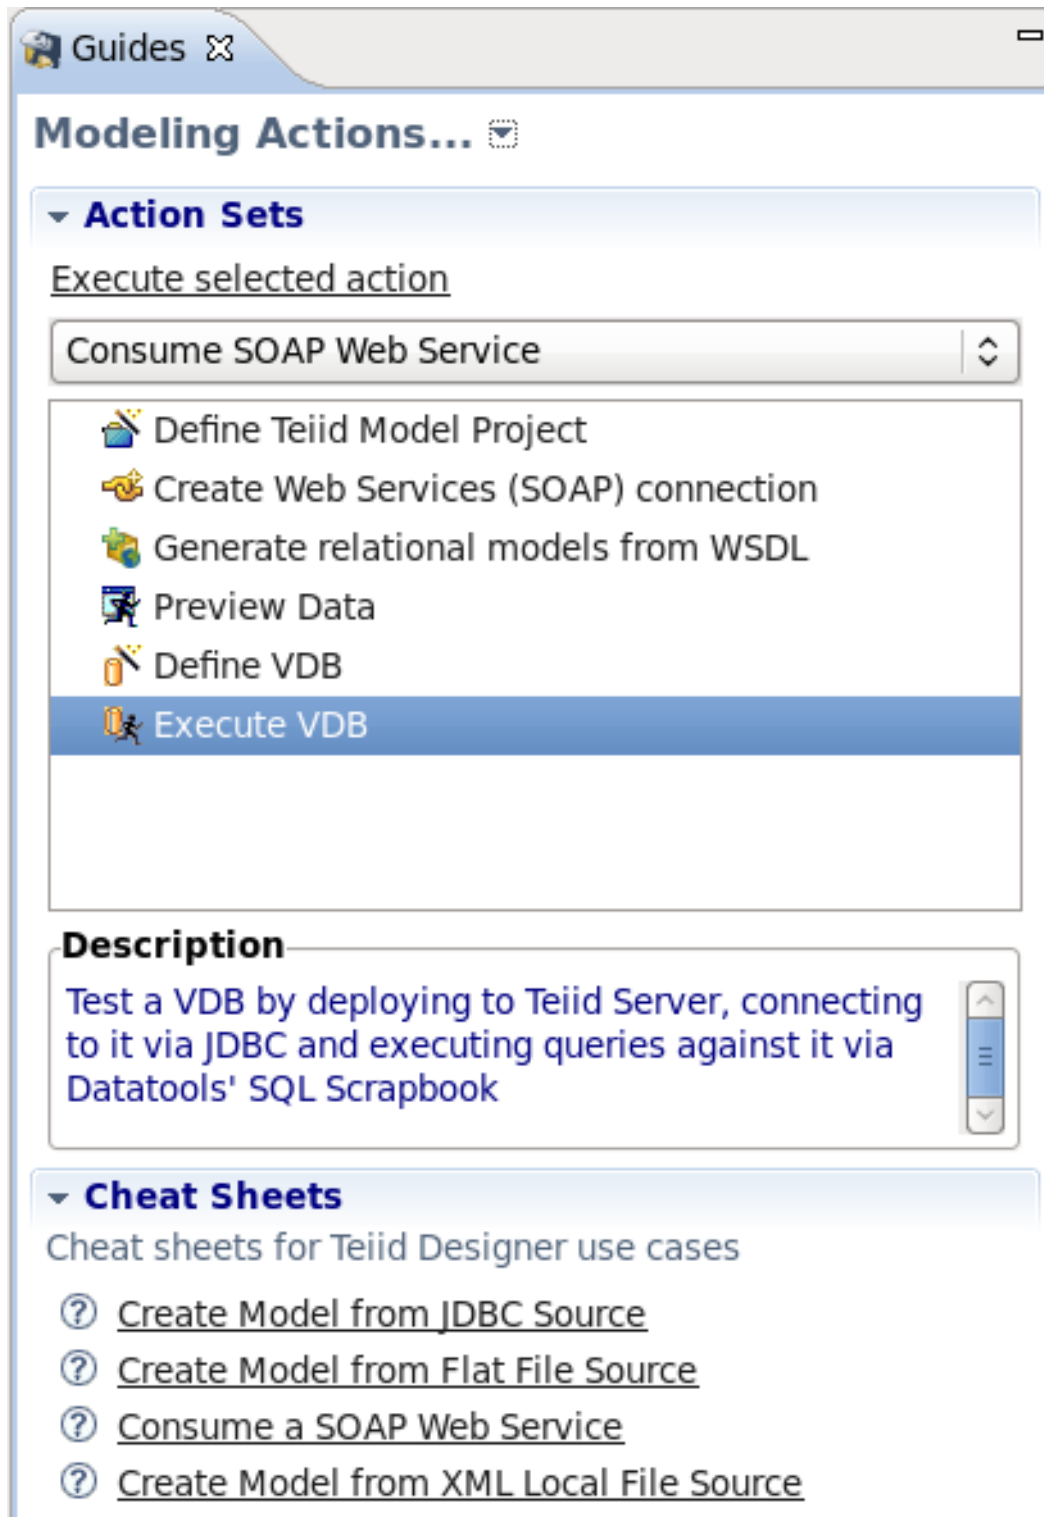 Guides
Modeling Actions...
Action Sets
Execute selected action
Consume SOAP Web Service
Define Teiid Model Project
Create Web Services (SOAP) connection
Generate relational models from WSDL
Preview Data
Define VDB
Execute VDB
Description
Test a VDB by deploying to Teiid Server, connecting
to it via JDBC and executing queries against it via
Datatools' SQL Scrapbook
Cheat Sheets
Cheat sheets for Teiid Designer use cases
Create Model from JDBC Source
Create Model from Flat File Source
Consume a SOAP Web Service
Create Model from XML Local File Source